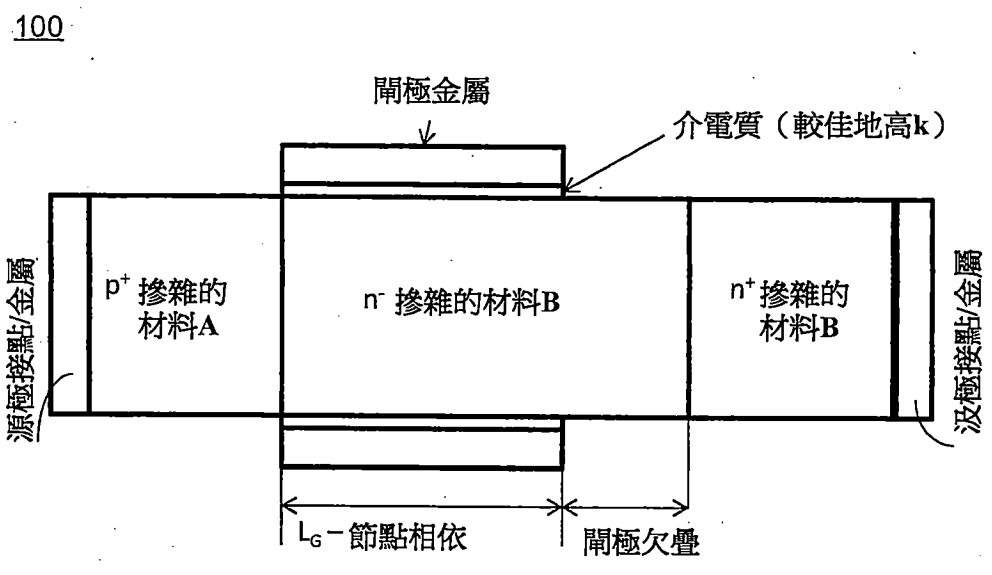 100
閘極金屬
介電質（較佳地高k）
源極接點/金屬
p⁺ 摻雜的
材料A
n⁻ 摻雜的材料B
n⁺ 摻雜的
材料B
汲極接點/金屬
L_G－節點相依
閘極欠疊